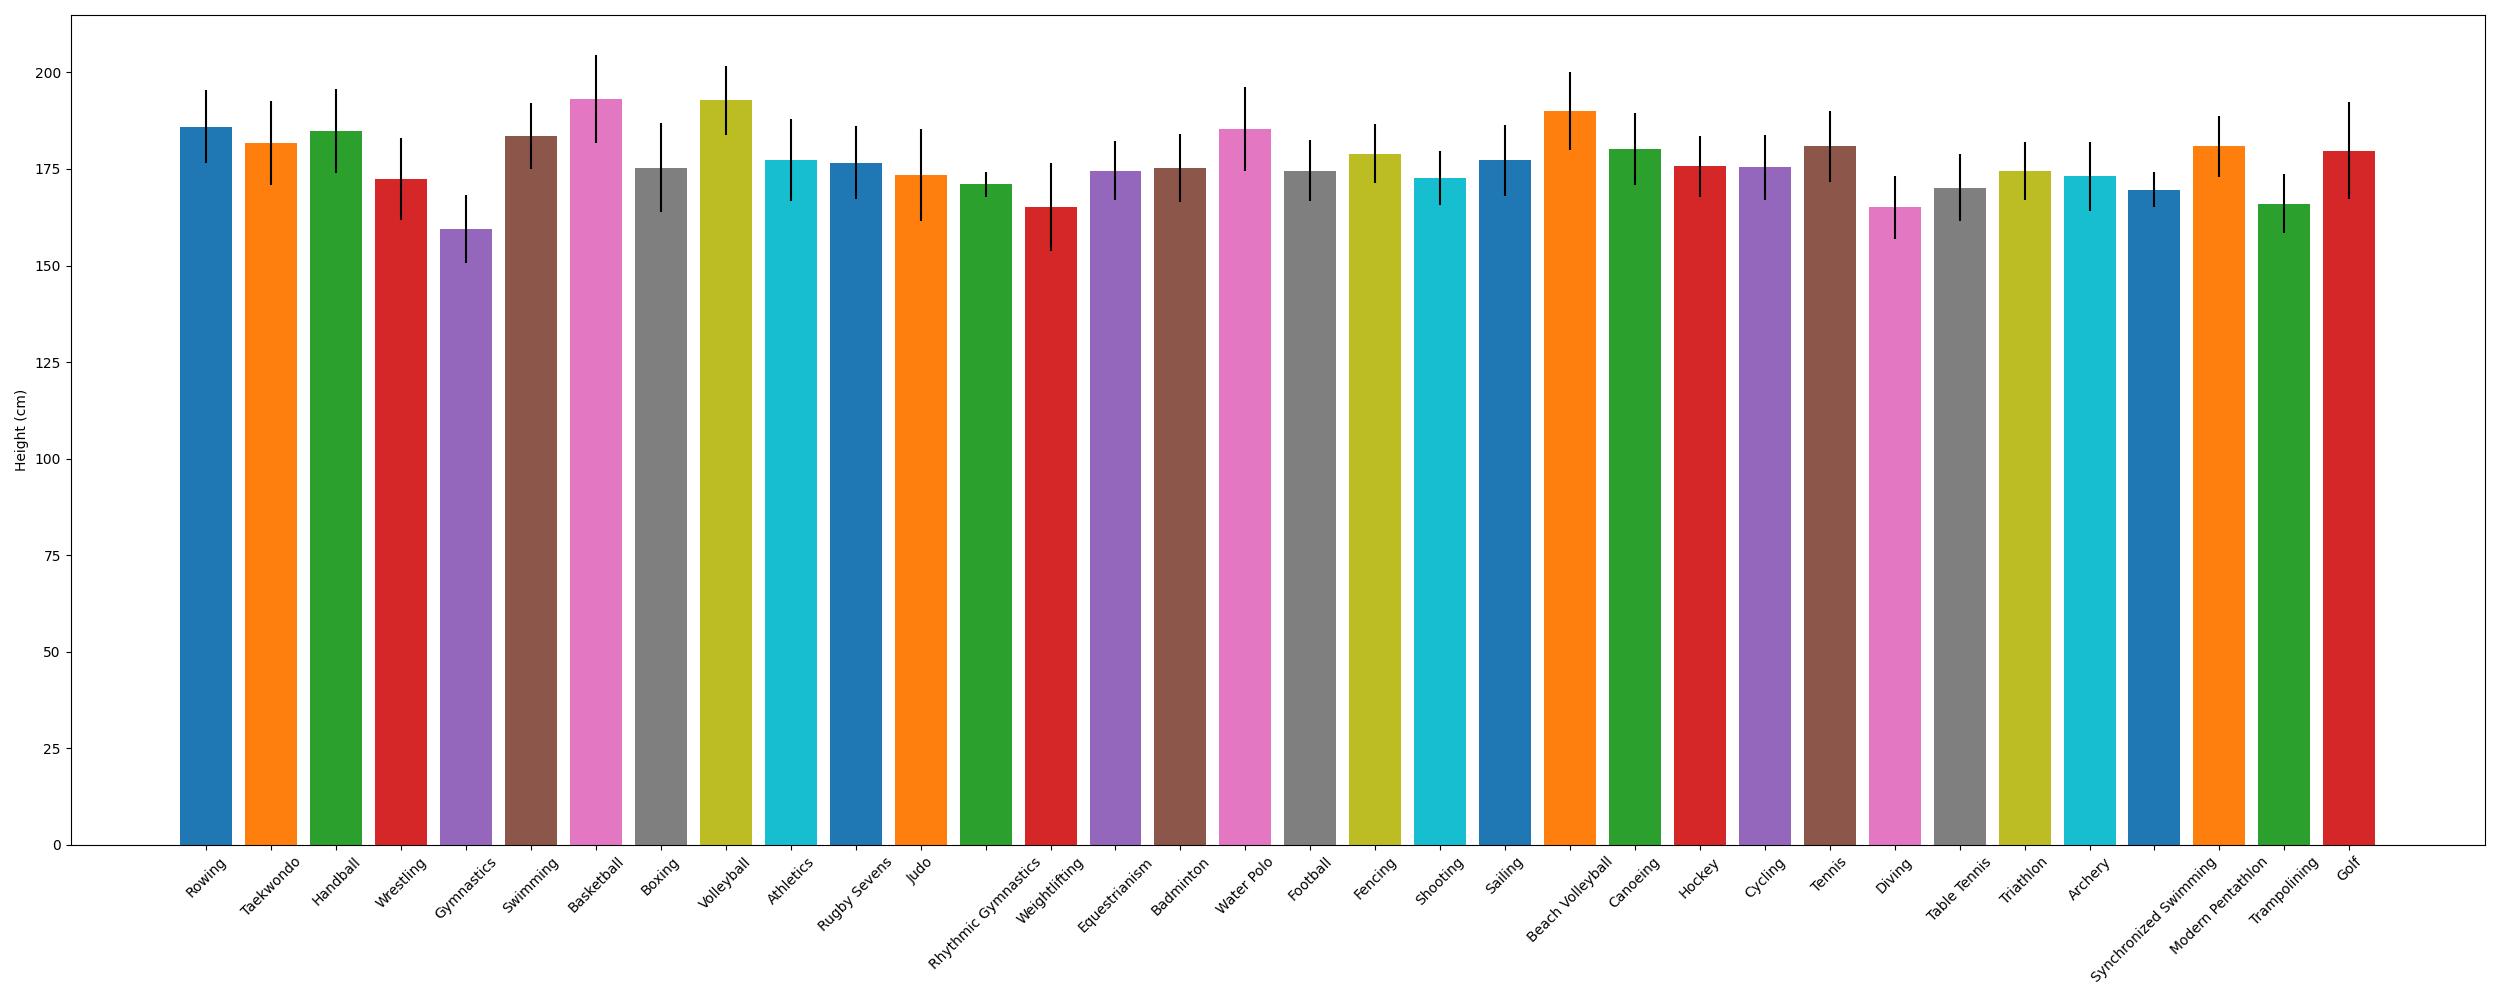 Height (cm)
200
175
150
125
100
75
50
25
0
Rowing
Taekwondo
Handball
Wrestling
Gymnastics
Swimming
Basketball
Boxing
Volleyball
Athletics
Rugby Sevens
Judo
Rhythmic Gymnastics
Weightlifting
Equestrianism
Badminton
Water Polo
Football
Fencing
Shooting
Sailing
Beach Volleyball
Canoeing
Hockey
Cycling
Tennis
Diving
Table Tennis
Triathlon
Archery
Synchronized Swimming
Modern Pentathlon
Trampolining
Golf